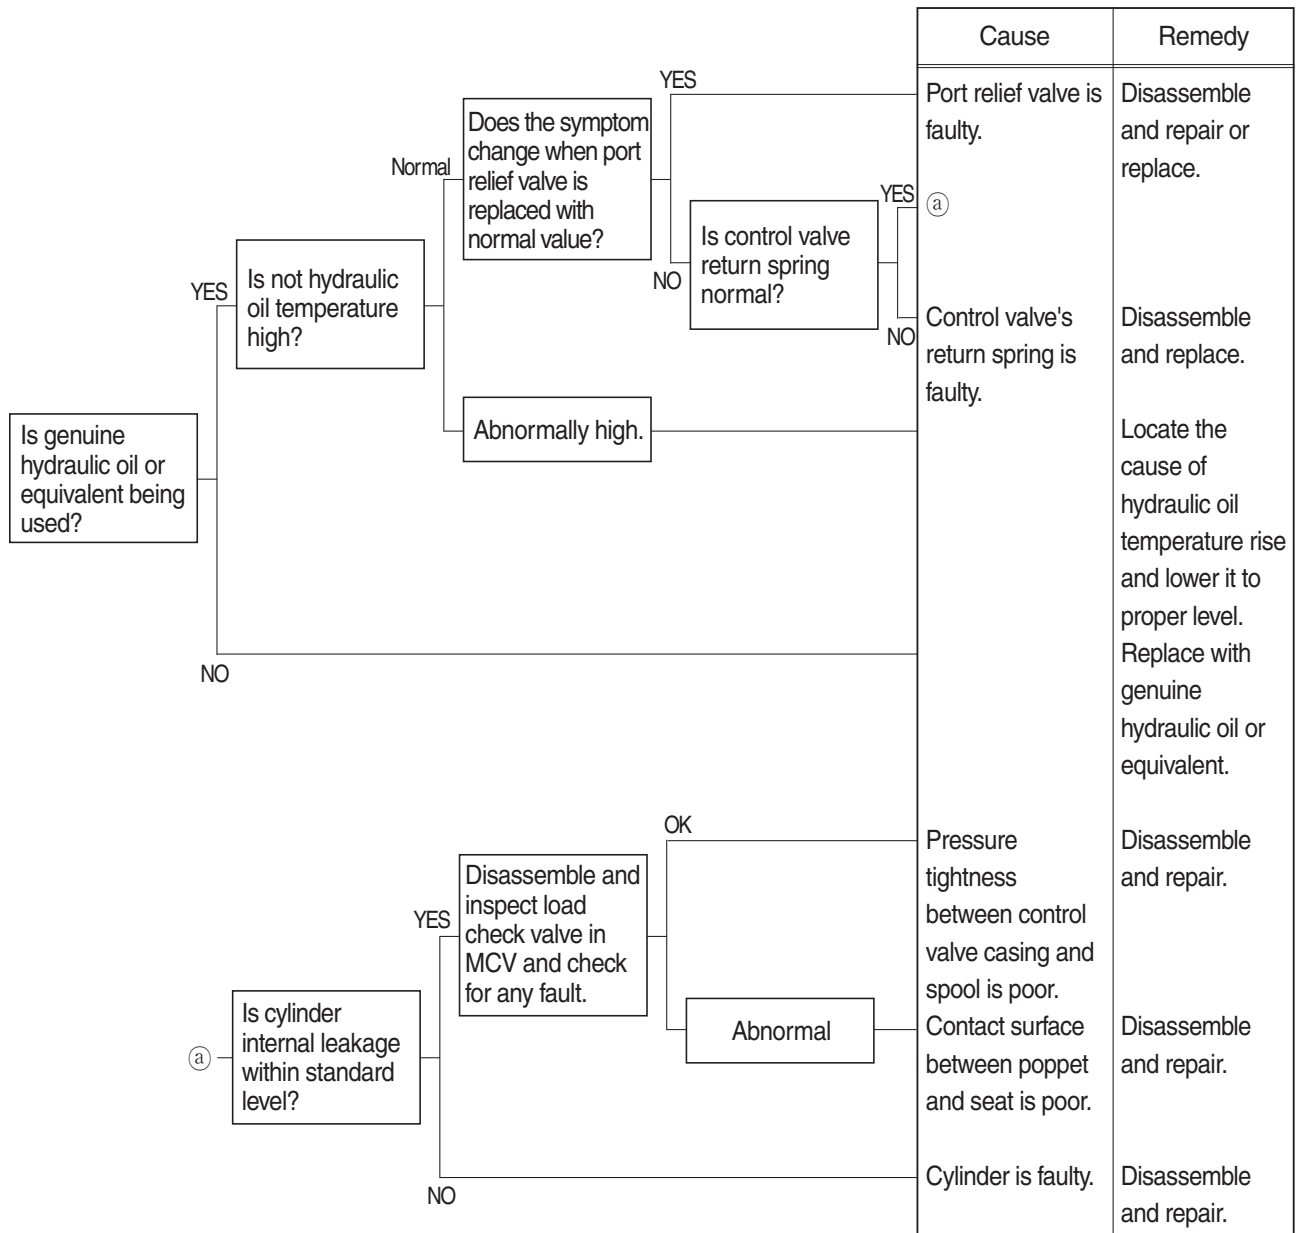 Cause
Remedy
YES
Port relief valve is
faulty.
Disassemble
and repair or
replace.
Does the symptom
change when port
relief valve is
replaced with
normal value?
Normal
YES
ⓐ
Is control valve
return spring
normal?
NO
NO
Control valve's
return spring is
faulty.
Disassemble
and replace.
YES
Is not hydraulic
oil temperature
high?
Abnormally high.
Locate the
cause of
hydraulic oil
temperature rise
and lower it to
proper level.
Is genuine
hydraulic oil or
equivalent being
used?
NO
Replace with
genuine
hydraulic oil or
equivalent.
OK
Pressure
tightness
between control
valve casing and
spool is poor.
Disassemble
and repair.
YES
Disassemble and
inspect load
check valve in
MCV and check
for any fault.
Abnormal
Contact surface
between poppet
and seat is poor.
Disassemble
and repair.
ⓐ
Is cylinder
internal leakage
within standard
level?
NO
Cylinder is faulty.
Disassemble
and repair.